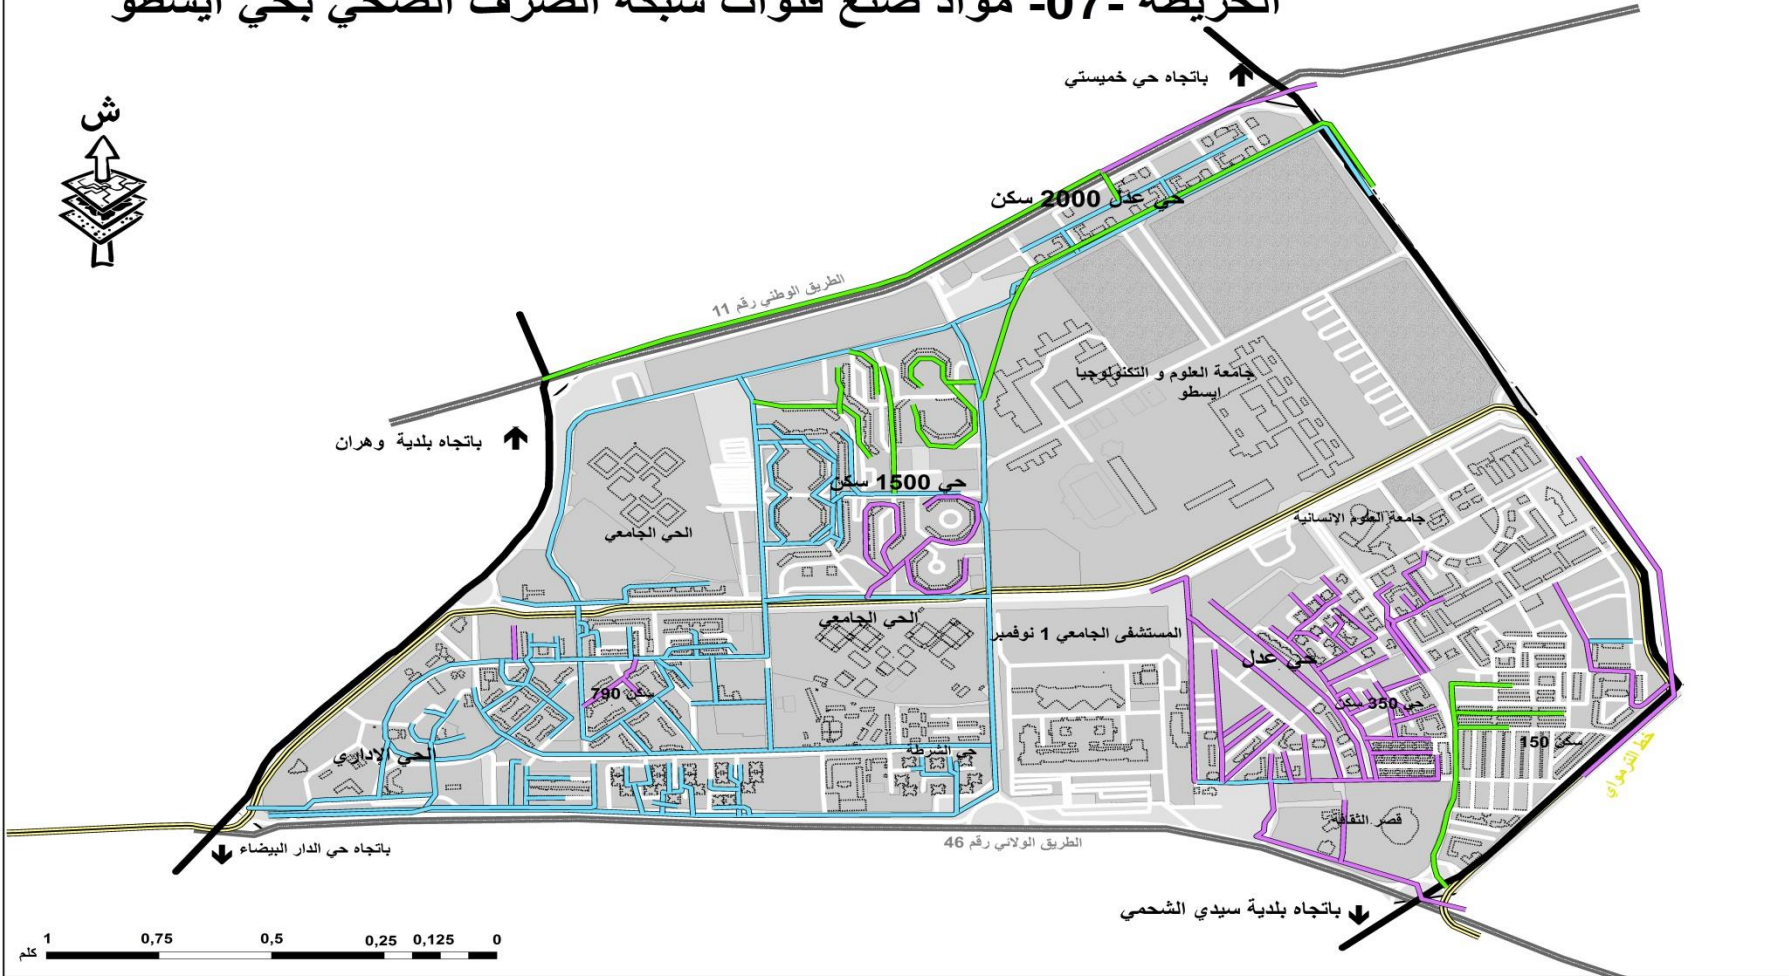 الخريطة -07- مواد صنع قنوات شبكة الصرف الصحي بحي ايسطو
باتجاه حي خميستي
ش
حي عدل 2000 سكن
الطريق الوطني رقم 11
جامعة العلوم و التكنولوجيا
ايسطو
باتجاه بلدية وهران
حي 1500 سكن
جامعة العلوم الإنسانية
الحي الجامعي
الحي الجامعي
المستشفى الجامعي 1 نوفمبر
حي عدل
790 سكن
حي 350 سكن
150 سكن
حي الشرطة
الحي الاداري
خط الترمواي
قصر الثقافة
الطريق الولائي رقم 46
باتجاه حي الدار البيضاء
باتجاه بلدية سيدي الشحمي
1 0,75 0,5 0,25 0,125 0
كلم